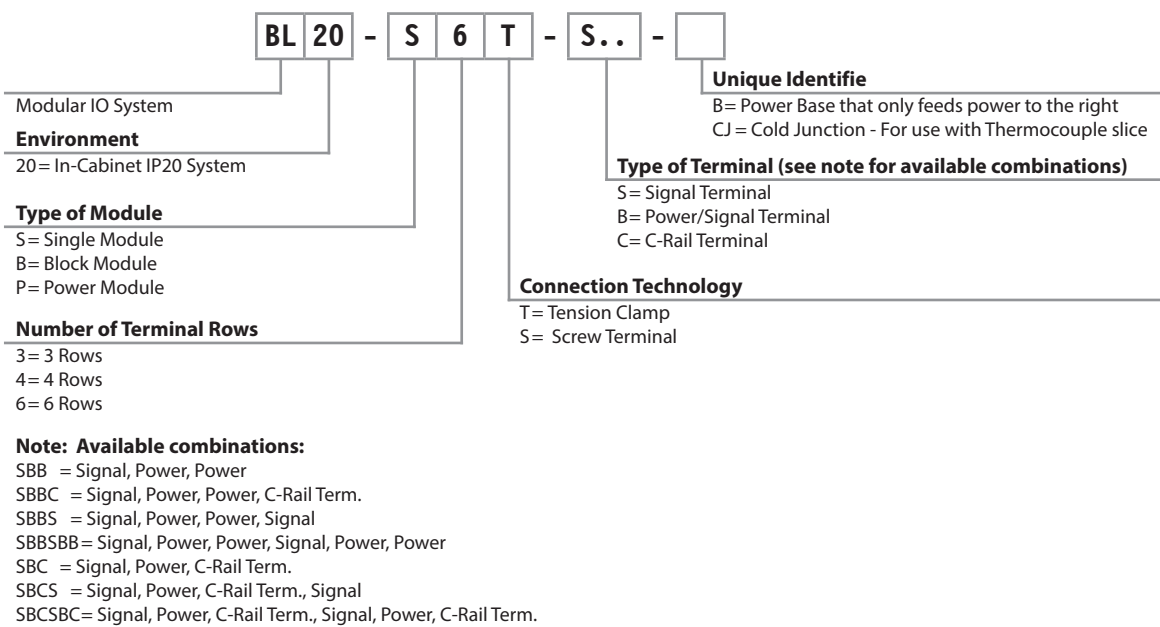 BL 20 - S 6 T - S.. -
Modular IO System
Environment
20= In-Cabinet IP20 System
Type of Module
S= Single Module
B= Block Module
P= Power Module
Number of Terminal Rows
3= 3 Rows
4= 4 Rows
6= 6 Rows
Unique Identifie
B= Power Base that only feeds power to the right
CJ = Cold Junction - For use with Thermocouple slice
Type of Terminal (see note for available combinations)
S= Signal Terminal
B= Power/Signal Terminal
C= C-Rail Terminal
Connection Technology
T= Tension Clamp
S= Screw Terminal
Note: Available combinations:
SBB = Signal, Power, Power
SBBC = Signal, Power, Power, C-Rail Term.
SBBS = Signal, Power, Power, Signal
SBBSBB= Signal, Power, Power, Signal, Power, Power
SBC = Signal, Power, C-Rail Term.
SBCS = Signal, Power, C-Rail Term., Signal
SBCSBC= Signal, Power, C-Rail Term., Signal, Power, C-Rail Term.